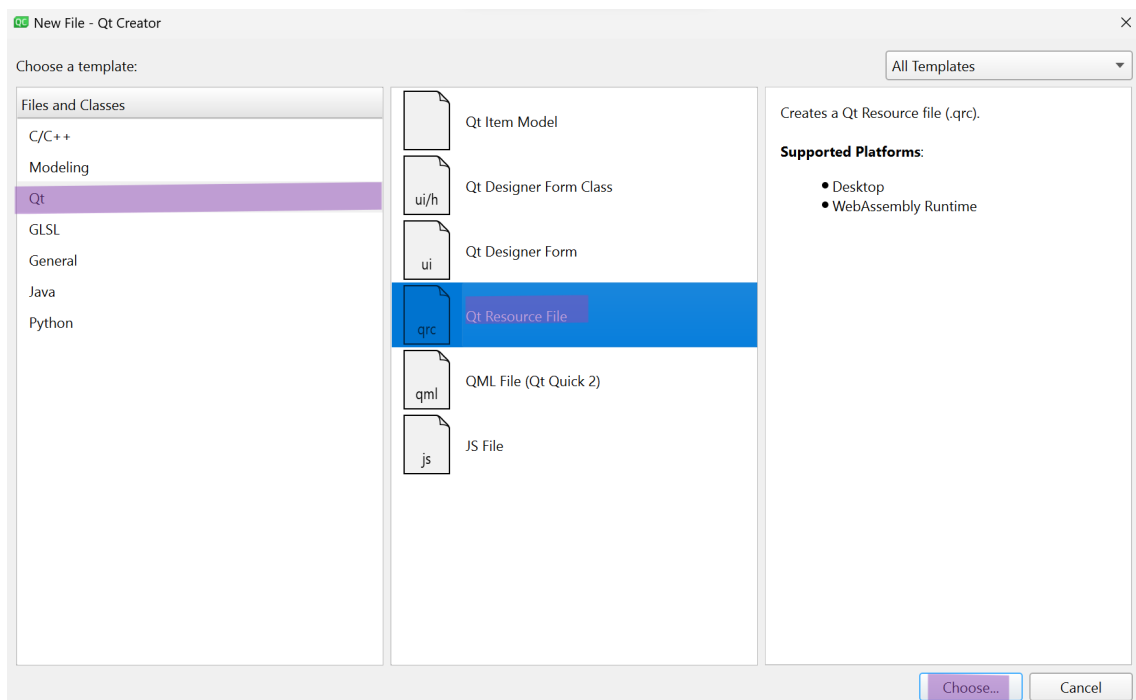 QC New File - Qt Creator
Choose a template:
All Templates
Files and Classes
C/C++
Modeling
Qt
GLSL
General
Java
Python
Qt Item Model
ui/h
Qt Designer Form Class
ui
Qt Designer Form
qrc
Qt Resource File
qml
QML File (Qt Quick 2)
js
JS File
Creates a Qt Resource file (.qrc).
Supported Platforms:
Desktop
WebAssembly Runtime
Choose...
Cancel